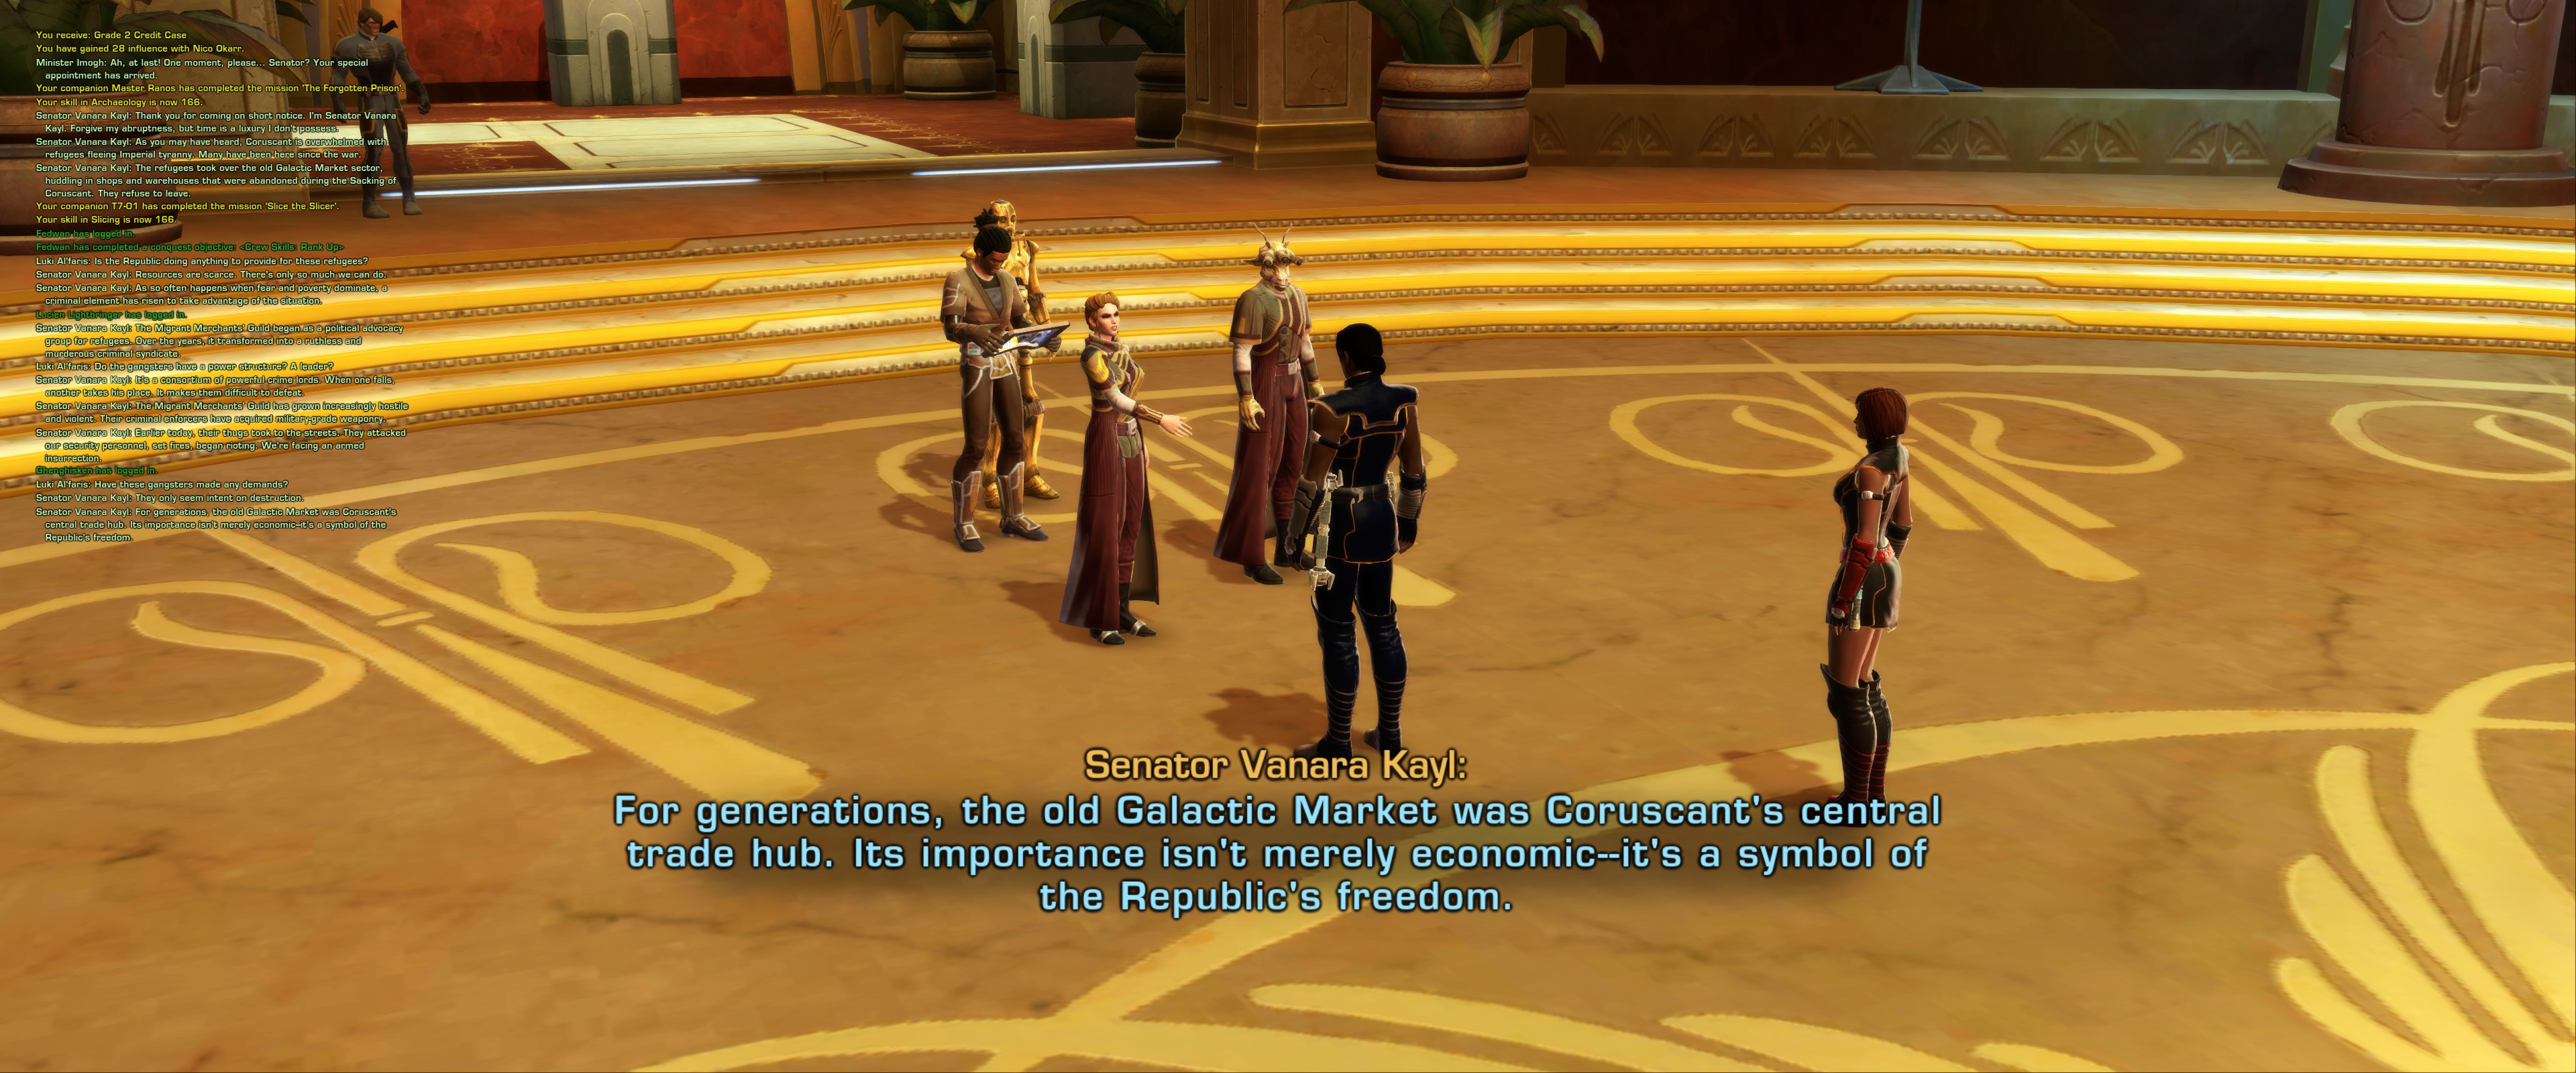 You receive: Grade 2 Credit Case
You have gained 28 influence with Nico Okarr.
Minister Imogh: Ah, at last! One moment, please... Senator? Your special
appointment has arrived.
Your companion Master Ranos has completed the mission 'The Forgotten Prison'.
Your skill in Archaeology is now 166.
Senator Vanara Kayl: Thank you for coming on short notice. I'm Senator Vanara
Kayl. Forgive my abruptness, but time is a luxury I don't possess.
Senator Vanara Kayl: As you may have heard, Coruscant is overwhelmed with
refugees fleeing Imperial tyranny. Many have been here since the war.
Senator Vanara Kayl: The refugees took over the old Galactic Market sector,
huddling in shops and warehouses that were abandoned during the Sacking of
Coruscant. They refuse to leave.
Your companion T7-O1 has completed the mission 'Slice the Slicer'.
Your skill in Slicing is now 166.
Fedwan has logged in.
Fedwan has completed a conquest objective: <Crew Skills: Rank Up>
Luki Al'faris: Is the Republic doing anything to provide for these refugees?
Senator Vanara Kayl: Resources are scarce. There's only so much we can do.
Senator Vanara Kayl: As so often happens when fear and poverty dominate, a
criminal element has risen to take advantage of the situation.
Lucien Lightbringer has logged in.
Senator Vanara Kayl: The Migrant Merchants' Guild began as a political advocacy
group for refugees. Over the years, it transformed into a ruthless and
murderous criminal syndicate.
Luki Al'faris: Do the gangsters have a power structure? A leader?
Senator Vanara Kayl: It's a consortium of powerful crime lords. When one falls,
another takes his place. It makes them difficult to defeat.
Senator Vanara Kayl: The Migrant Merchants' Guild has grown increasingly hostile
and violent. Their criminal enforcers have acquired military-grade weaponry.
Senator Vanara Kayl: Earlier today, their thugs took to the streets. They attacked
our security personnel, set fires, began rioting. We're facing an armed
insurrection.
Ghenghisken has logged in.
Luki Al'faris: Have these gangsters made any demands?
Senator Vanara Kayl: They only seem intent on destruction.
Senator Vanara Kayl: For generations, the old Galactic Market was Coruscant's
central trade hub. Its importance isn't merely economic--it's a symbol of the
Republic's freedom.
Senator Vanara Kayl:
For generations, the old Galactic Market was Coruscant's central
trade hub. Its importance isn't merely economic--it's a symbol of
the Republic's freedom.